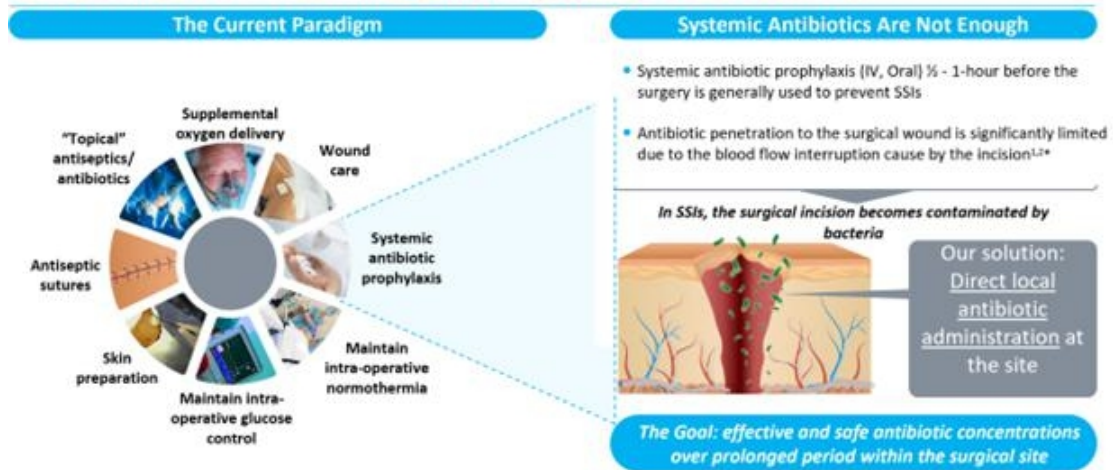 The Current Paradigm
Supplemental
oxygen delivery
Wound
care
Systemic
antibiotic
prophylaxis
Maintain
intra-operative
normothermia
Maintain intra-
operative glucose
control
Skin
preparation
Antiseptic
sutures
"Topical"
antiseptics/
antibiotics
Systemic Antibiotics Are Not Enough
• Systemic antibiotic prophylaxis (IV, Oral) ½ - 1-hour before the
surgery is generally used to prevent SSIs
• Antibiotic penetration to the surgical wound is significantly limited
due to the blood flow interruption cause by the incision¹,²*
In SSIs, the surgical incision becomes contaminated by
bacteria
Our solution:
Direct local
antibiotic
administration at
the site
The Goal: effective and safe antibiotic concentrations
over prolonged period within the surgical site